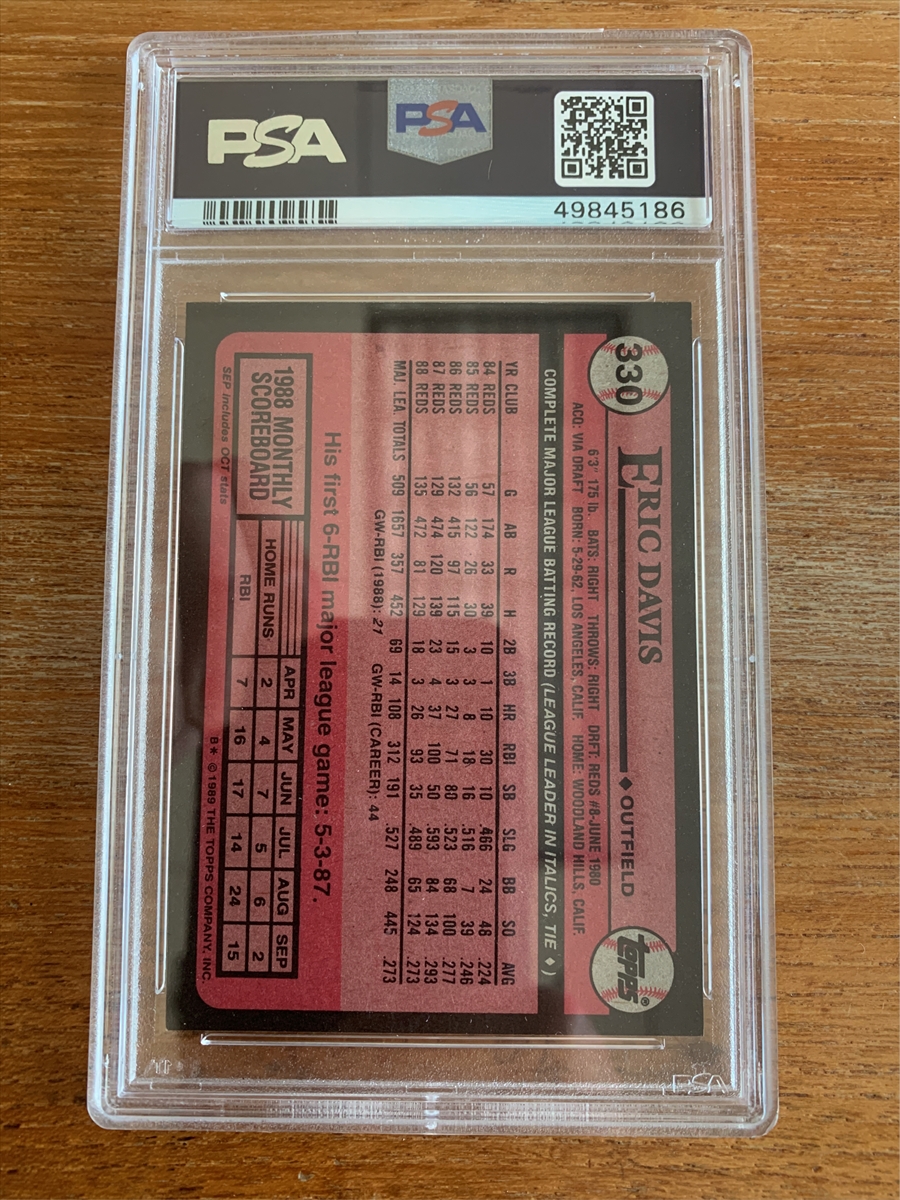 PSA
PSA
49845186
330
ERIC DAVIS ♦ OUTFIELD
TOPPS®
6'3" 175 lb. BATS: RIGHT THROWS: RIGHT DRFT: REDS #8-JUNE 1980
ACQ: VIA DRAFT BORN: 5-29-62, LOS ANGELES, CALIF. HOME: WOODLAND HILLS, CALIF.
COMPLETE MAJOR LEAGUE BATTING RECORD (LEAGUE LEADER IN ITALICS, TIE ♦)
YR CLUB G AB R H 2B 3B HR RBI SB SLG BB SO AVG
84 REDS 57 174 33 39 10 1 10 30 10 .466 24 48 .224
85 REDS 56 122 26 30 3 3 8 18 16 .516 7 39 .246
86 REDS 132 415 97 115 15 3 27 71 80 .523 68 100 .277
87 REDS 129 474 120 139 23 4 37 100 50 .593 84 134 .293
88 REDS 135 472 81 129 18 3 26 93 35 .489 65 124 .273
MAJ. LEA. TOTALS 509 1657 357 452 69 14 108 312 191 .527 248 445 .273
GW-RBI (1988): 21 GW-RBI (CAREER): 44
His first 6-RBI major league game: 5-3-87.
1988 MONTHLY
SCOREBOARD
APR MAY JUN JUL AUG SEP
HOME RUNS 2 4 7 5 6 2
RBI 7 16 17 14 24 15
SEP includes OCT stats
B* © 1989 THE TOPPS COMPANY, INC.
PSA